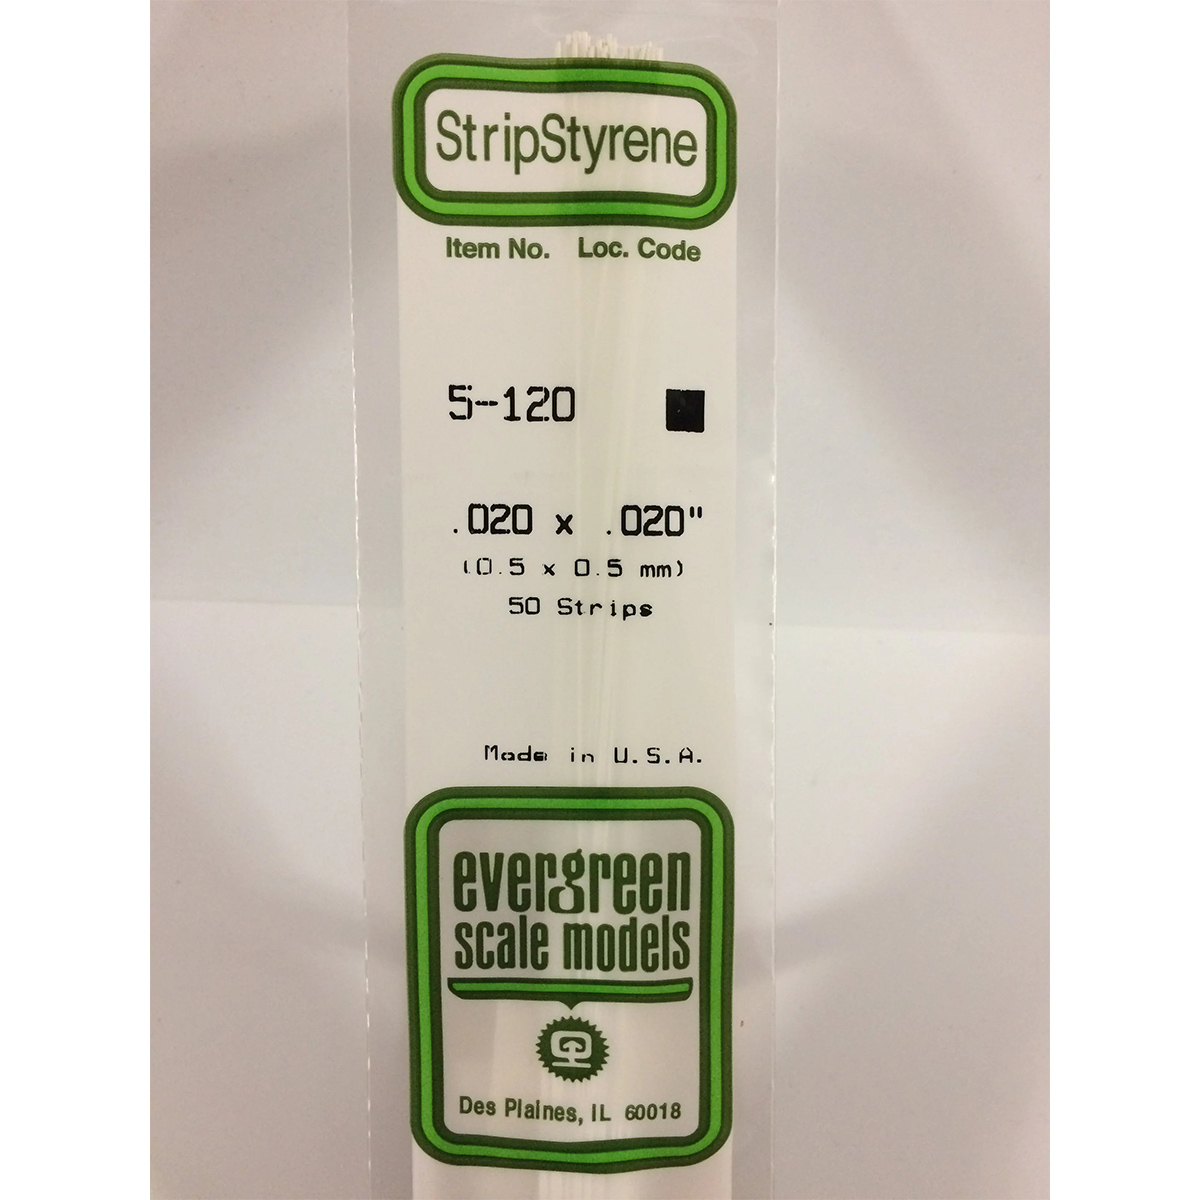 StripStyrene
Item No. Loc. Code
5-120
.020 x .020"
(0.5 x 0.5 mm)
50 Strips
Made in U.S.A.
evergreen
scale models
Des Plaines, IL 60018